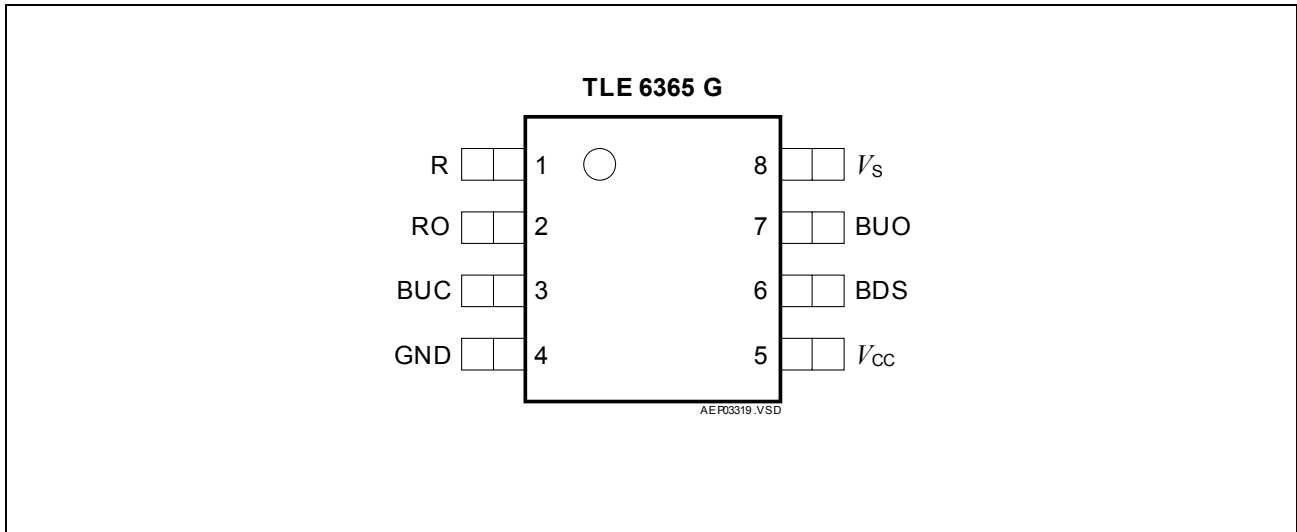 TLE 6365 G
R 1 8 VS
RO 2 7 BUO
BUC 3 6 BDS
GND 4 5 VCC
AEP03319.VSD